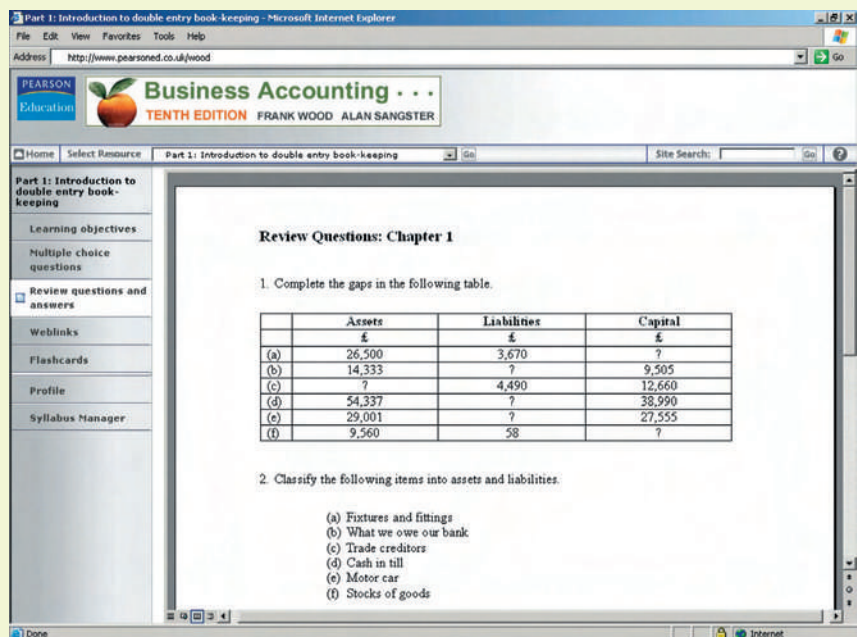 Part 1: Introduction to double entry book-keeping - Microsoft Internet Explorer
File Edit View Favorites Tools Help
Address http://www.pearsoned.co.uk/wood Go
PEARSON
Education
Business Accounting . . .
TENTH EDITION FRANK WOOD ALAN SANGSTER
Home Select Resource Part 1: Introduction to double entry book-keeping Go Site Search: Go ?
Part 1: Introduction to
double entry book-
keeping
Learning objectives
Multiple choice
questions
Review questions and
answers
Weblinks
Flashcards
Profile
Syllabus Manager
Review Questions: Chapter 1
1. Complete the gaps in the following table.
Assets Liabilities Capital
£ £ £
(a) 26,500 3,670 ?
(b) 14,333 ? 9,505
(c) ? 4,490 12,660
(d) 54,337 ? 38,990
(e) 29,001 ? 27,555
(f) 9,560 58 ?
2. Classify the following items into assets and liabilities.
(a) Fixtures and fittings
(b) What we owe our bank
(c) Trade creditors
(d) Cash in till
(e) Motor car
(f) Stocks of goods
Done Internet